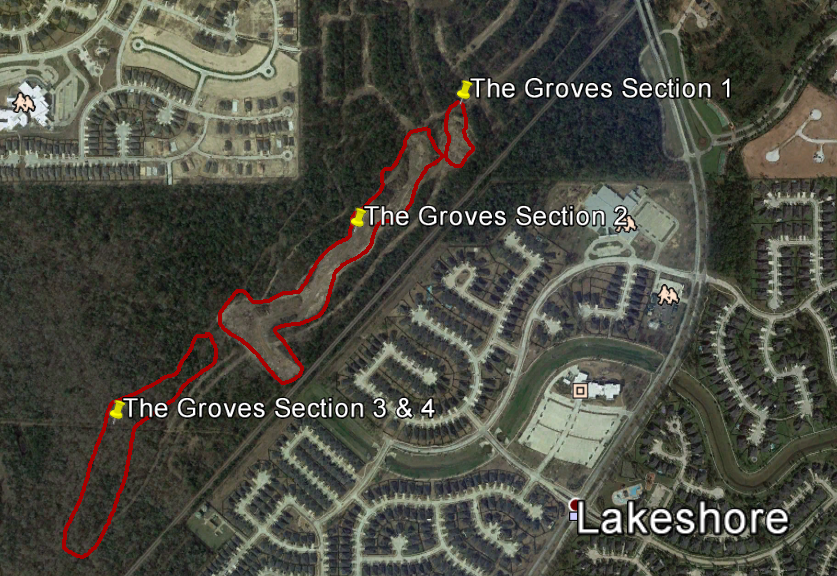 The Groves Section 1
The Groves Section 2
The Groves Section 3 & 4
Lakeshore